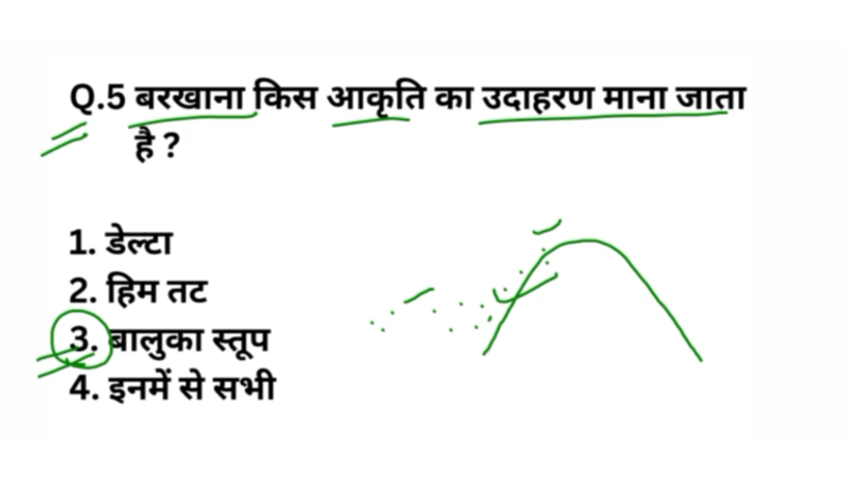 Q.5 बरखाना किस आकृति का उदाहरण माना जाता
है ?
1. डेल्टा
2. हिम तट
3. बालुका स्तूप
4. इनमें से सभी